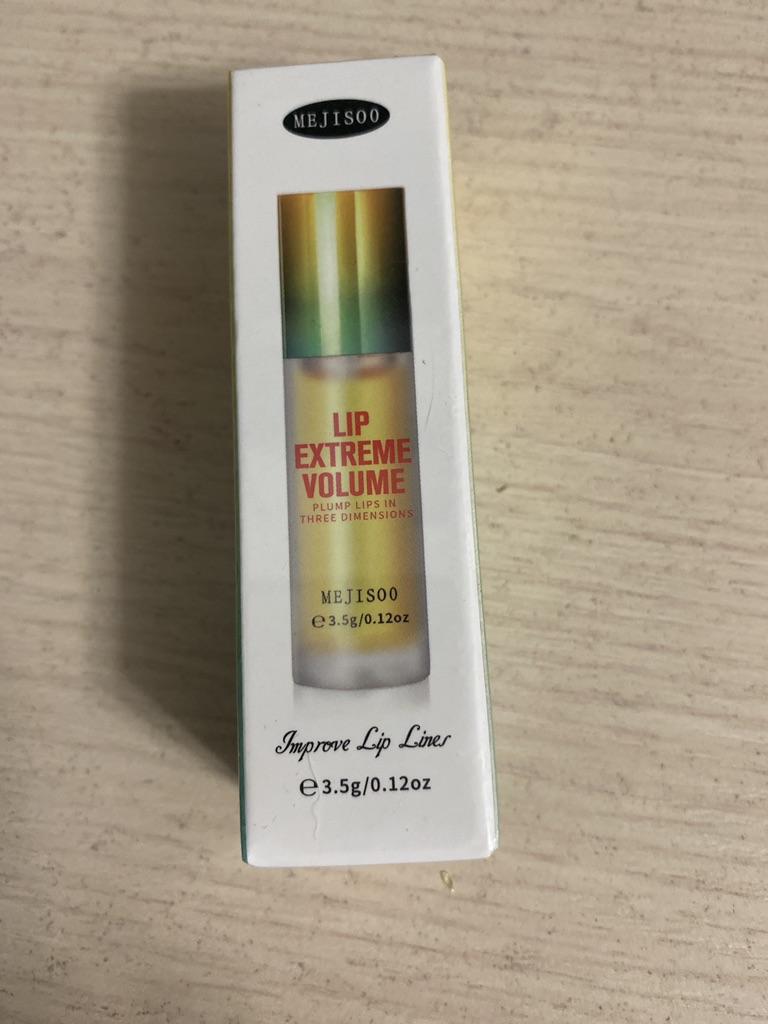 MEJISOO
LIP
EXTREME
VOLUME
PLUMP LIPS IN
THREE DIMENSIONS
MEJISOO
℮3.5g/0.12oz
Improve Lip Lines
℮3.5g/0.12oz